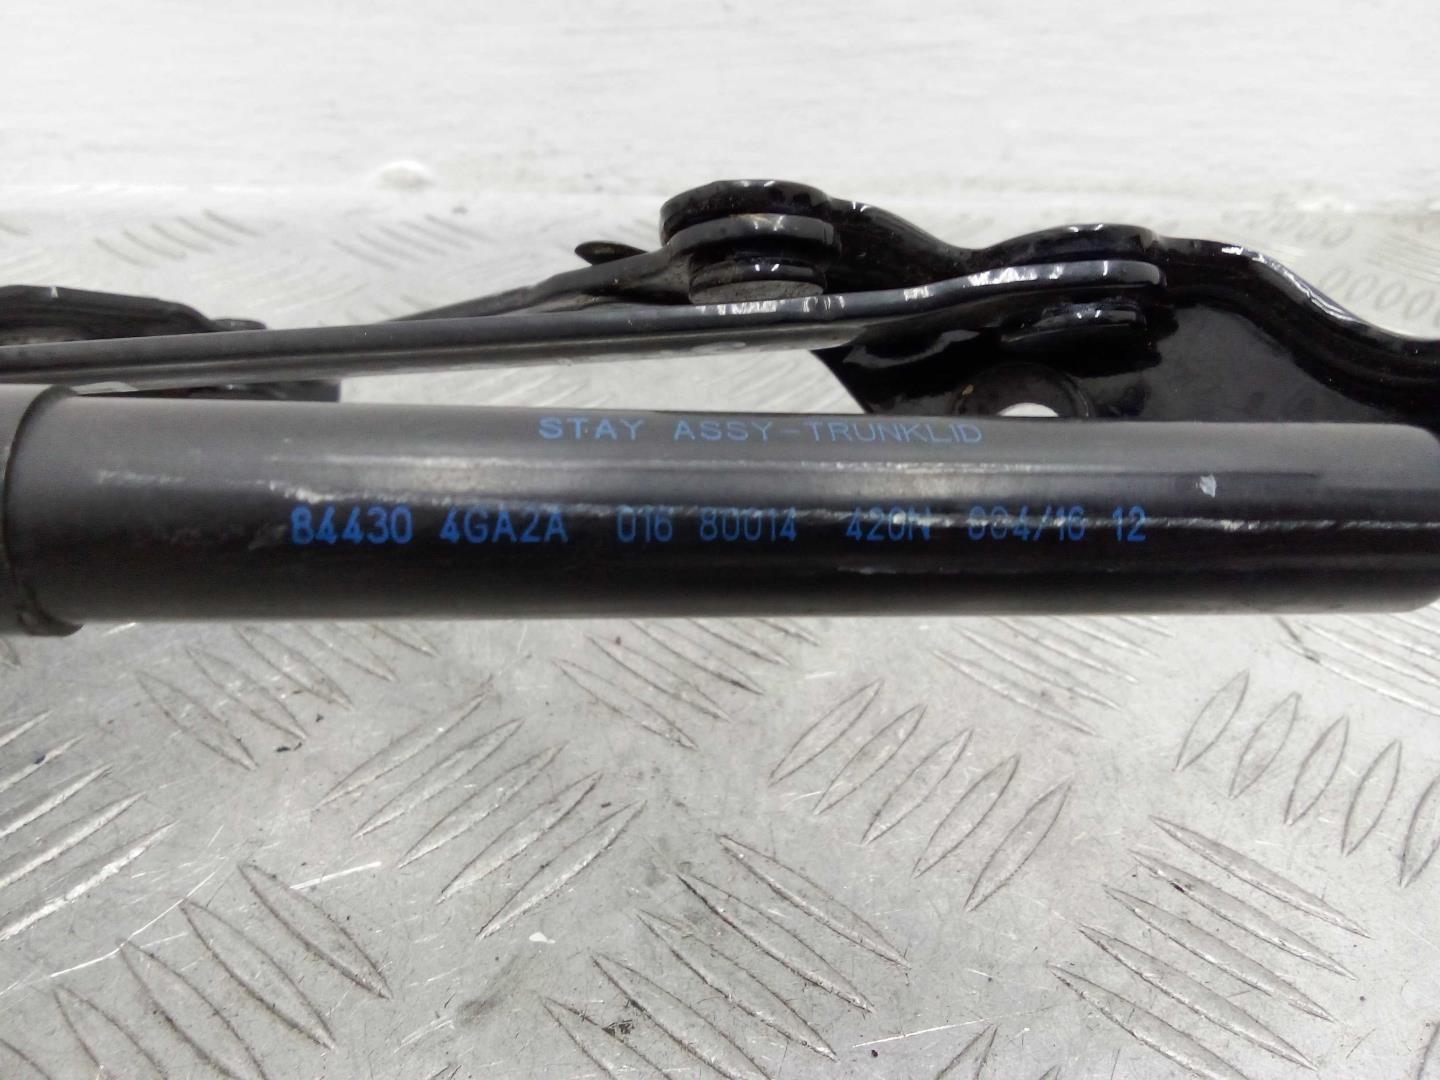 STAY ASSY-TRUNKLID
84430 4GA2A 016 80014 420N 004/16 12